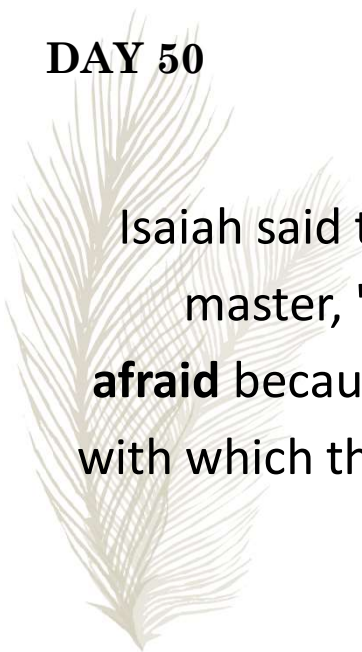 DAY 50
Isaiah said
master, "
afraid
with which